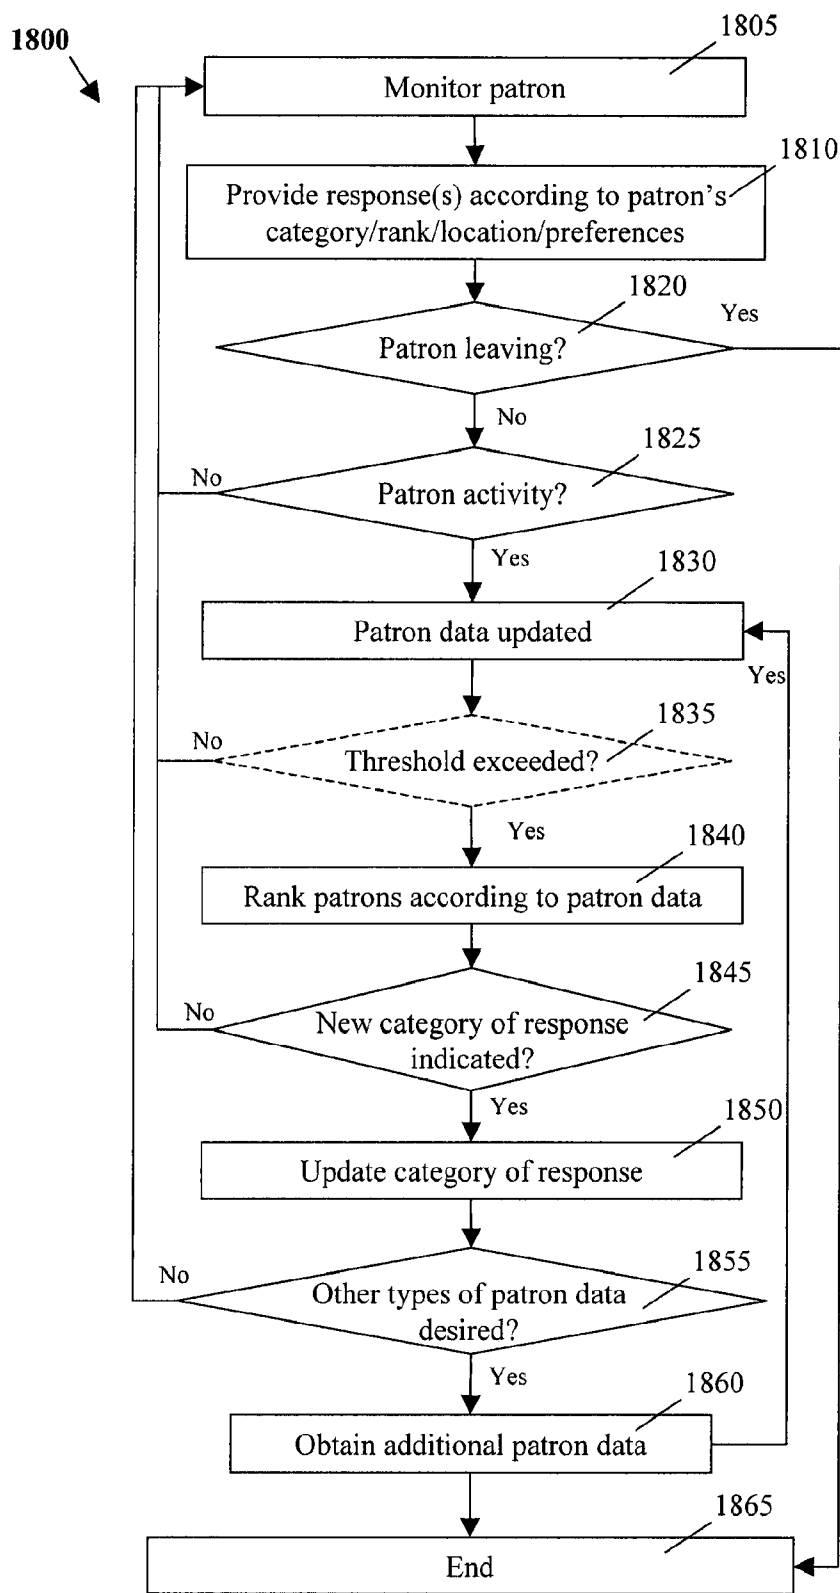 1800
1805
Monitor patron
1810
Provide response(s) according to patron's
category/rank/location/preferences
1820
Yes
Patron leaving?
No
1825
No
Patron activity?
Yes
1830
Patron data updated
Yes
1835
No
Threshold exceeded?
Yes
1840
Rank patrons according to patron data
1845
No
New category of response
indicated?
Yes
1850
Update category of response
1855
No
Other types of patron data
desired?
Yes
1860
Obtain additional patron data
1865
End